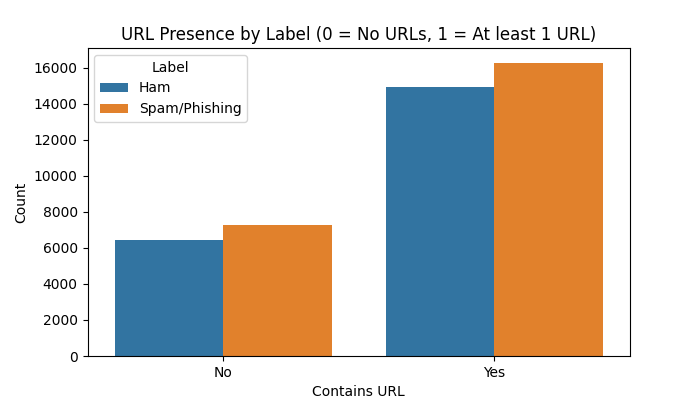 URL Presence by Label (0 = No URLs, 1 = At least 1 URL)
Label
Ham
Spam/Phishing
16000
14000
12000
10000
8000
6000
4000
2000
0
Count
No
Yes
Contains URL